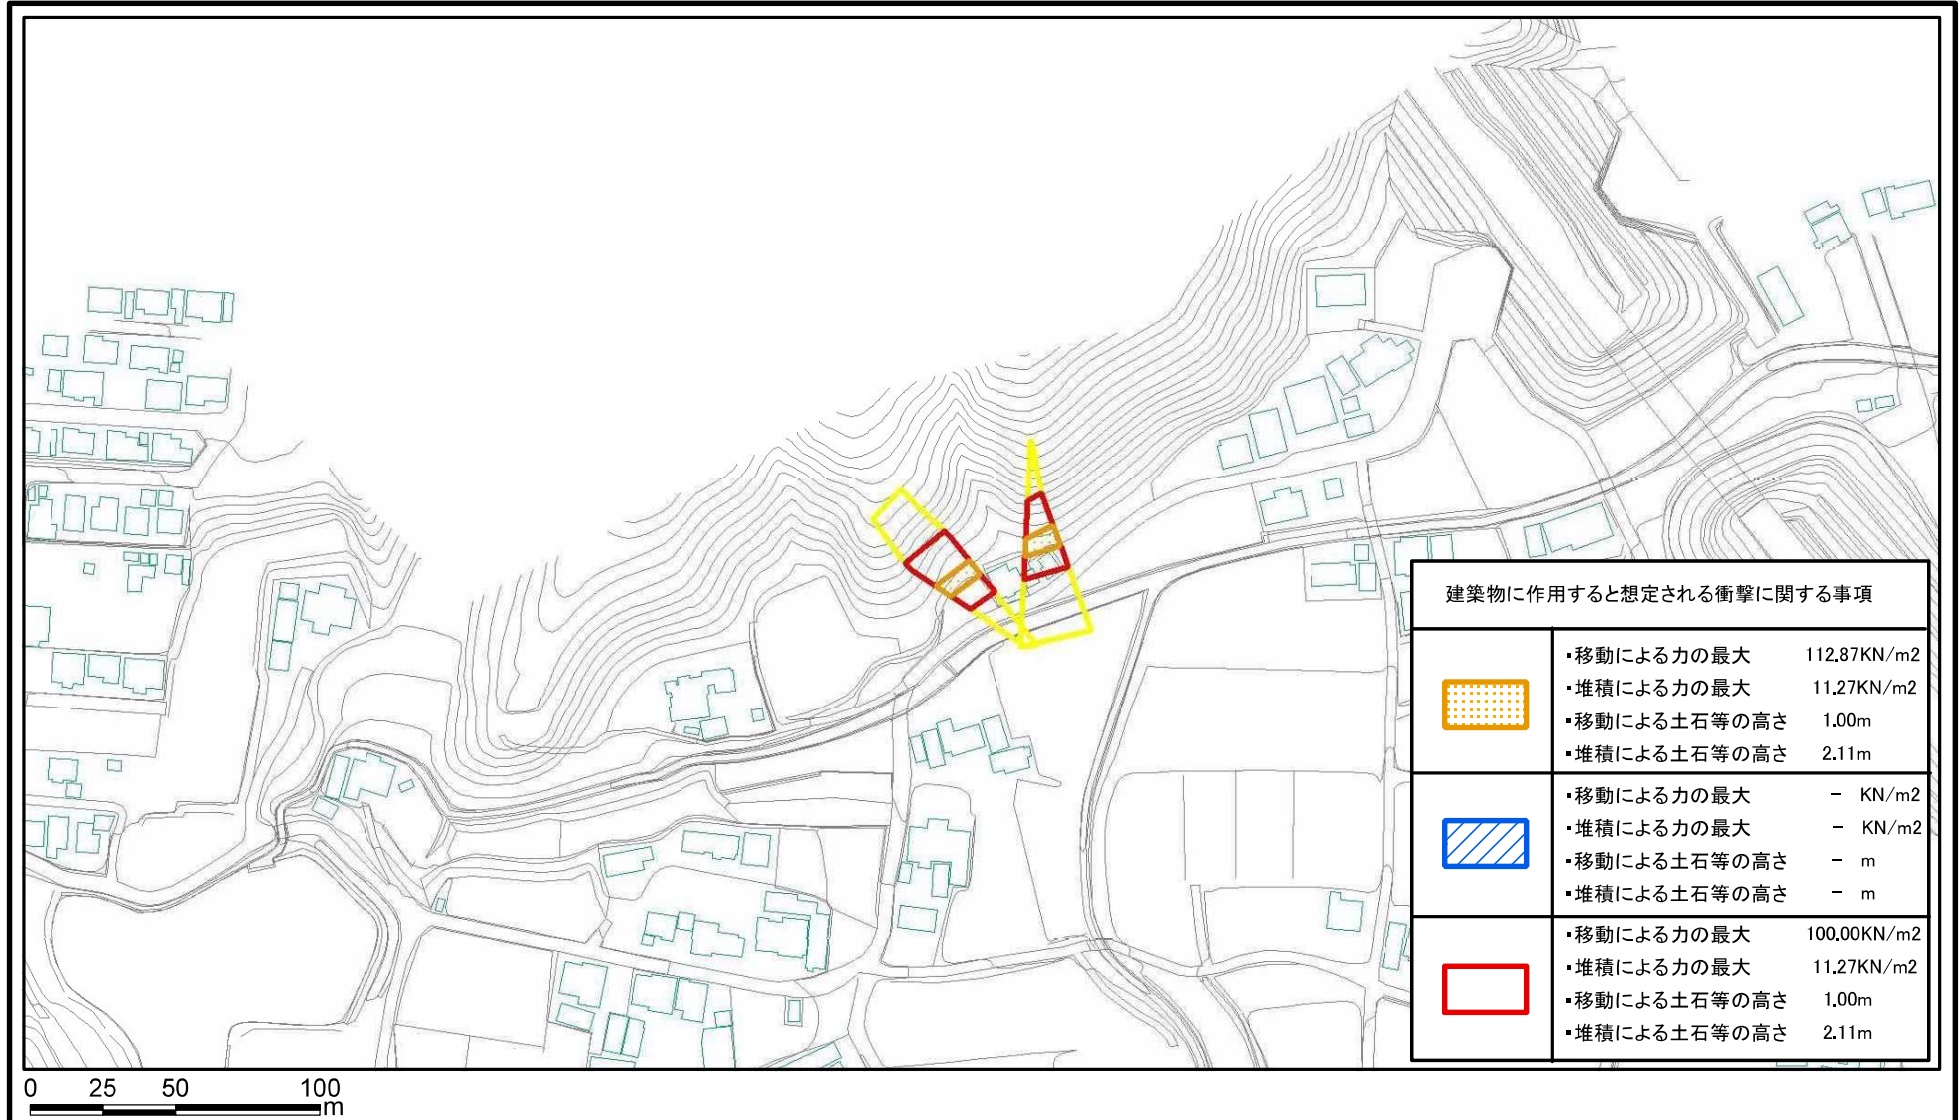 建築物に作用すると想定される衝撃に関する事項
・移動による力の最大 112.87KN/m2
・堆積による力の最大 11.27KN/m2
・移動による土石等の高さ 1.00m
・堆積による土石等の高さ 2.11m
・移動による力の最大 - KN/m2
・堆積による力の最大 - KN/m2
・移動による土石等の高さ - m
・堆積による土石等の高さ - m
・移動による力の最大 100.00KN/m2
・堆積による力の最大 11.27KN/m2
・移動による土石等の高さ 1.00m
・堆積による土石等の高さ 2.11m
0 25 50 100
m